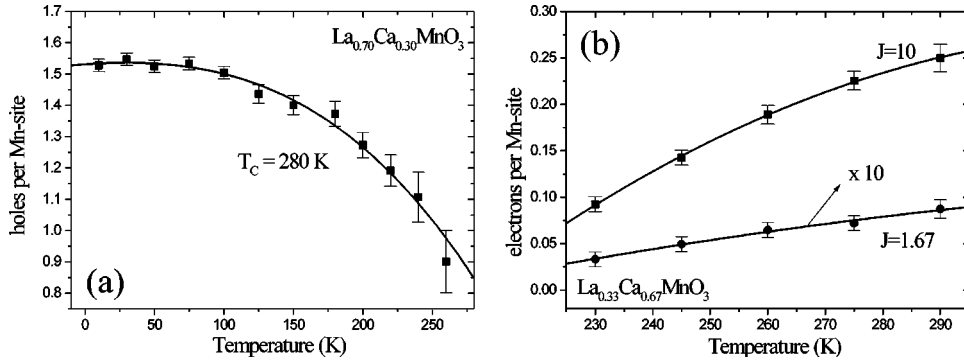 La0.70Ca0.30MnO3
TC = 280 K
(a)
holes per Mn-site
1.7
1.6
1.5
1.4
1.3
1.2
1.1
1.0
0.9
0.8
0 50 100 150 200 250
Temperature (K)
(b)
J=10
x 10
J=1.67
La0.33Ca0.67MnO3
electrons per Mn-site
0.30
0.25
0.20
0.15
0.10
0.05
0.00
230 240 250 260 270 280 290
Temperature (K)